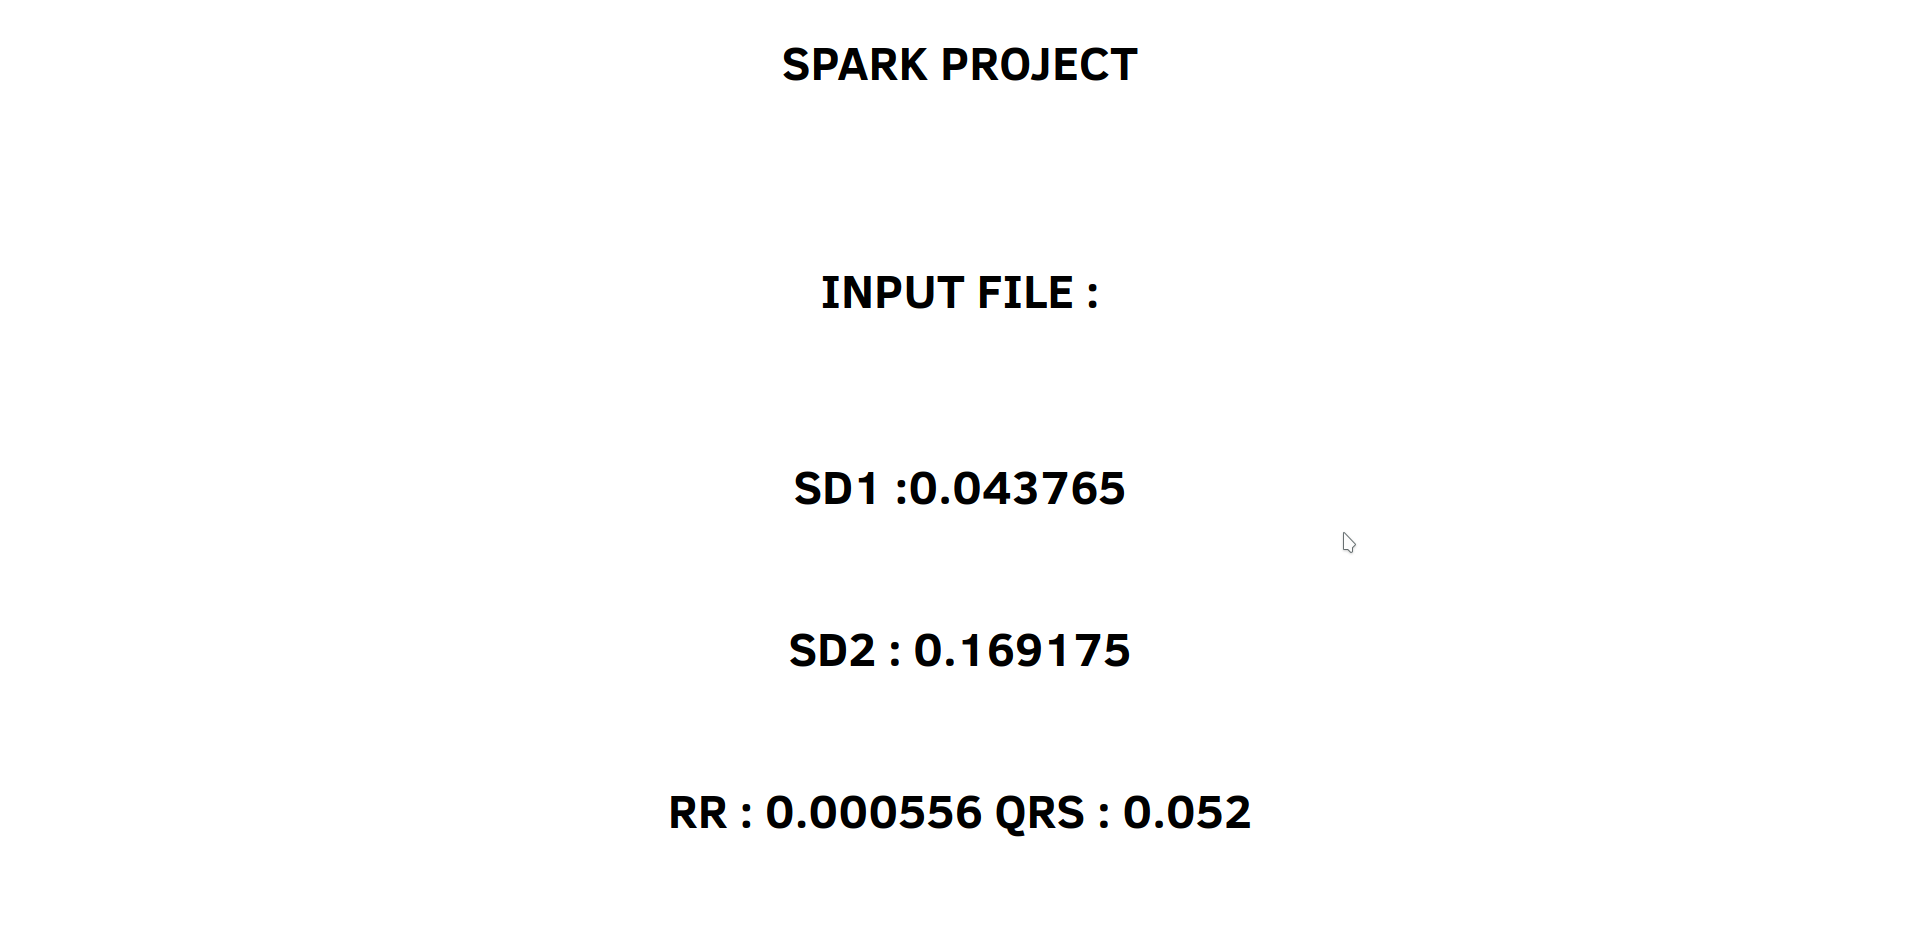 SPARK PROJECT
INPUT FILE :
SD1 :0.043765
SD2 : 0.169175
RR : 0.000556 QRS : 0.052